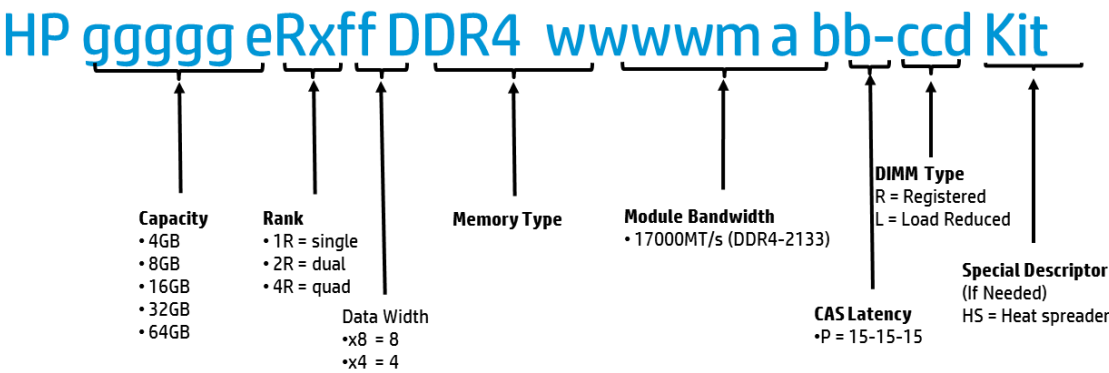 HP ggggg eRxff DDR4 wwwwm a bb-ccd Kit
Capacity
• 4GB
• 8GB
• 16GB
• 32GB
• 64GB
Rank
• 1R = single
• 2R = dual
• 4R = quad
Data Width
•x8 = 8
•x4 = 4
Memory Type
Module Bandwidth
• 17000MT/s (DDR4-2133)
CAS Latency
•P = 15-15-15
DIMM Type
R = Registered
L = Load Reduced
Special Descriptor
(If Needed)
HS = Heat spreader